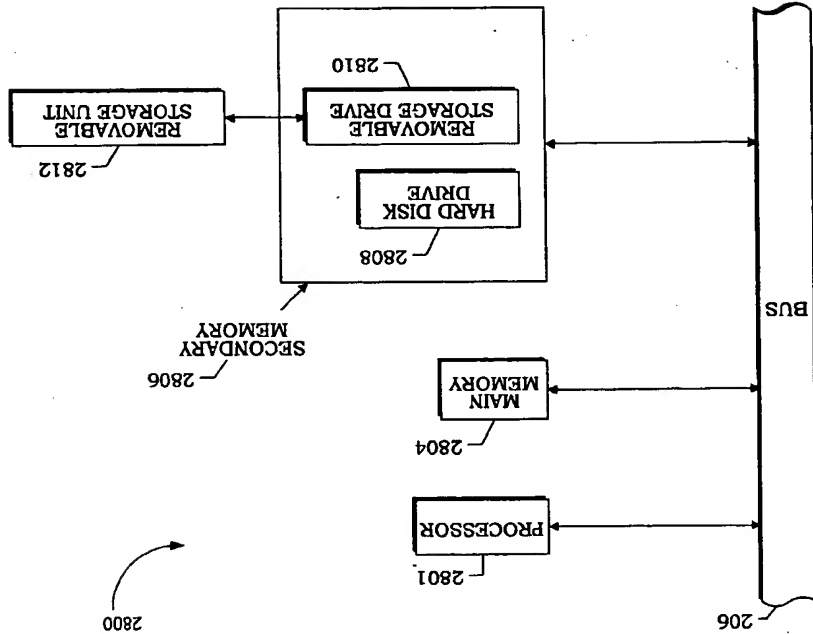 2800
206
2801
PROCESSOR
2804
MAIN
MEMORY
BUS
2806
SECONDARY
MEMORY
2808
HARD DISK
DRIVE
2812
REMOVABLE
STORAGE DRIVE
2810
REMOVABLE
STORAGE UNIT